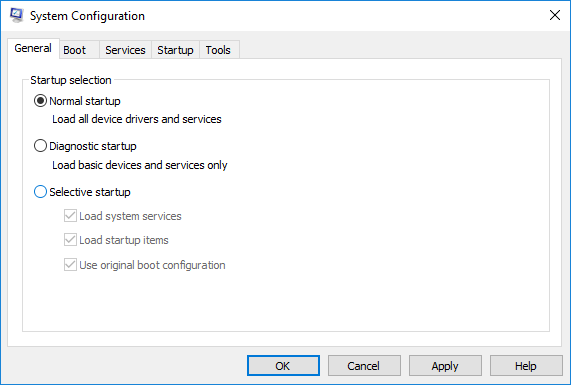 System Configuration
General Boot Services Startup Tools
Startup selection
Normal startup
Load all device drivers and services
Diagnostic startup
Load basic devices and services only
Selective startup
Load system services
Load startup items
Use original boot configuration
OK Cancel Apply Help